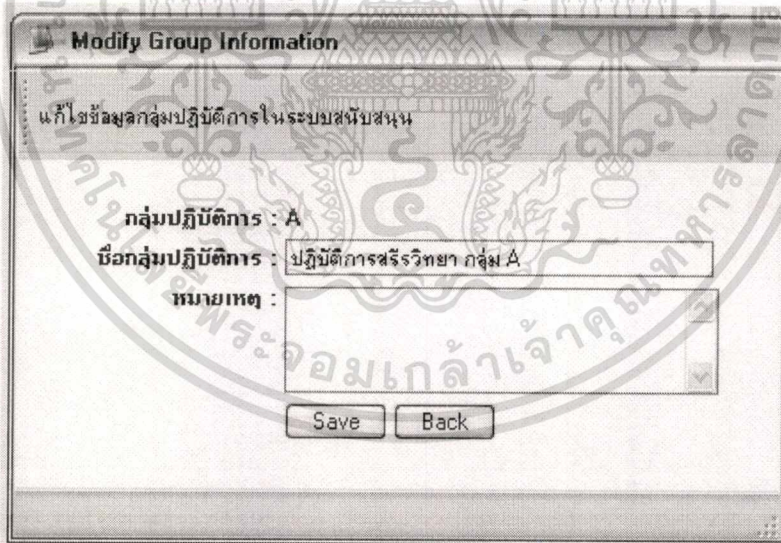 Modify Group Information
แก้ไขข้อมูลกลุ่มปฏิบัติการในระบบสนับสนุน
กลุ่มปฏิบัติการ : A
ชื่อกลุ่มปฏิบัติการ : ปฏิบัติการสรีรวิทยา กลุ่ม A
หมายเหตุ :
Save Back